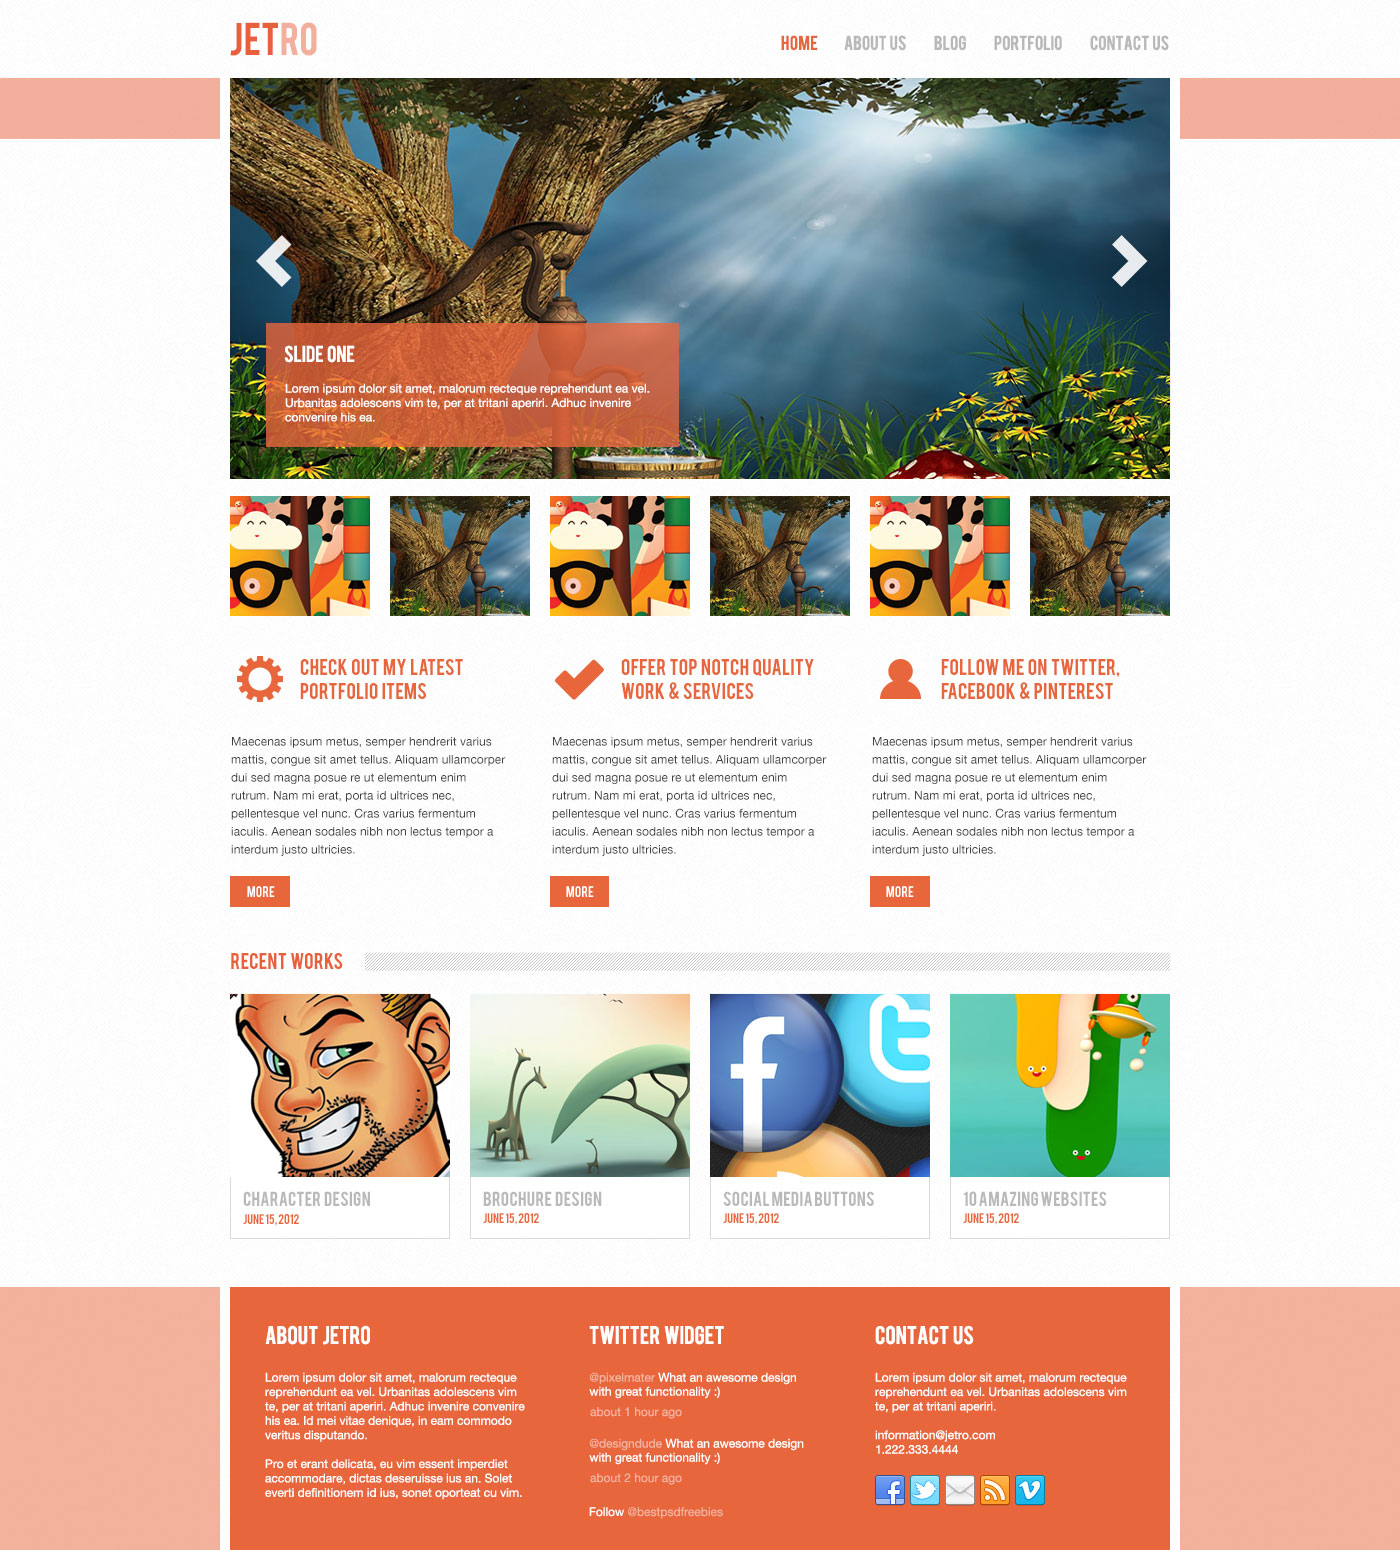 JETRO
HOME ABOUT US BLOG PORTFOLIO CONTACT US
SLIDE ONE
Lorem ipsum dolor sit amet, malorum recteque reprehendunt ea vel.
Urbanitas adolescens vim te, per at tritani aperiri. Adhuc invenire
convenire his ea.
CHECK OUT MY LATEST
PORTFOLIO ITEMS
Maecenas ipsum metus, semper hendrerit varius
mattis, congue sit amet tellus. Aliquam ullamcorper
dui sed magna posue re ut elementum enim
rutrum. Nam mi erat, porta id ultrices nec,
pellentesque vel nunc. Cras varius fermentum
iaculis. Aenean sodales nibh non lectus tempor a
interdum justo ultricies.
MORE
OFFER TOP NOTCH QUALITY
WORK & SERVICES
Maecenas ipsum metus, semper hendrerit varius
mattis, congue sit amet tellus. Aliquam ullamcorper
dui sed magna posue re ut elementum enim
rutrum. Nam mi erat, porta id ultrices nec,
pellentesque vel nunc. Cras varius fermentum
iaculis. Aenean sodales nibh non lectus tempor a
interdum justo ultricies.
MORE
FOLLOW ME ON TWITTER,
FACEBOOK & PINTEREST
Maecenas ipsum metus, semper hendrerit varius
mattis, congue sit amet tellus. Aliquam ullamcorper
dui sed magna posue re ut elementum enim
rutrum. Nam mi erat, porta id ultrices nec,
pellentesque vel nunc. Cras varius fermentum
iaculis. Aenean sodales nibh non lectus tempor a
interdum justo ultricies.
MORE
RECENT WORKS
CHARACTER DESIGN
JUNE 15, 2012
BROCHURE DESIGN
JUNE 15, 2012
SOCIAL MEDIA BUTTONS
JUNE 15, 2012
10 AMAZING WEBSITES
JUNE 15, 2012
ABOUT JETRO
Lorem ipsum dolor sit amet, malorum recteque
reprehendunt ea vel. Urbanitas adolescens vim
te, per at tritani aperiri. Adhuc invenire convenire
his ea. Id mei vitae denique, in eam commodo
veritus disputando.
Pro et erant delicata, eu vim essent imperdiet
accommodare, dictas deseruisse ius an. Solet
everti definitionem id ius, sonet oporteat cu vim.
TWITTER WIDGET
@pixelmater What an awesome design
with great functionality :)
about 1 hour ago
@designdude What an awesome design
with great functionality :)
about 2 hour ago
Follow @bestpsdfreebies
CONTACT US
Lorem ipsum dolor sit amet, malorum recteque
reprehendunt ea vel. Urbanitas adolescens vim
te, per at tritani aperiri.
information@jetro.com
1.222.333.4444